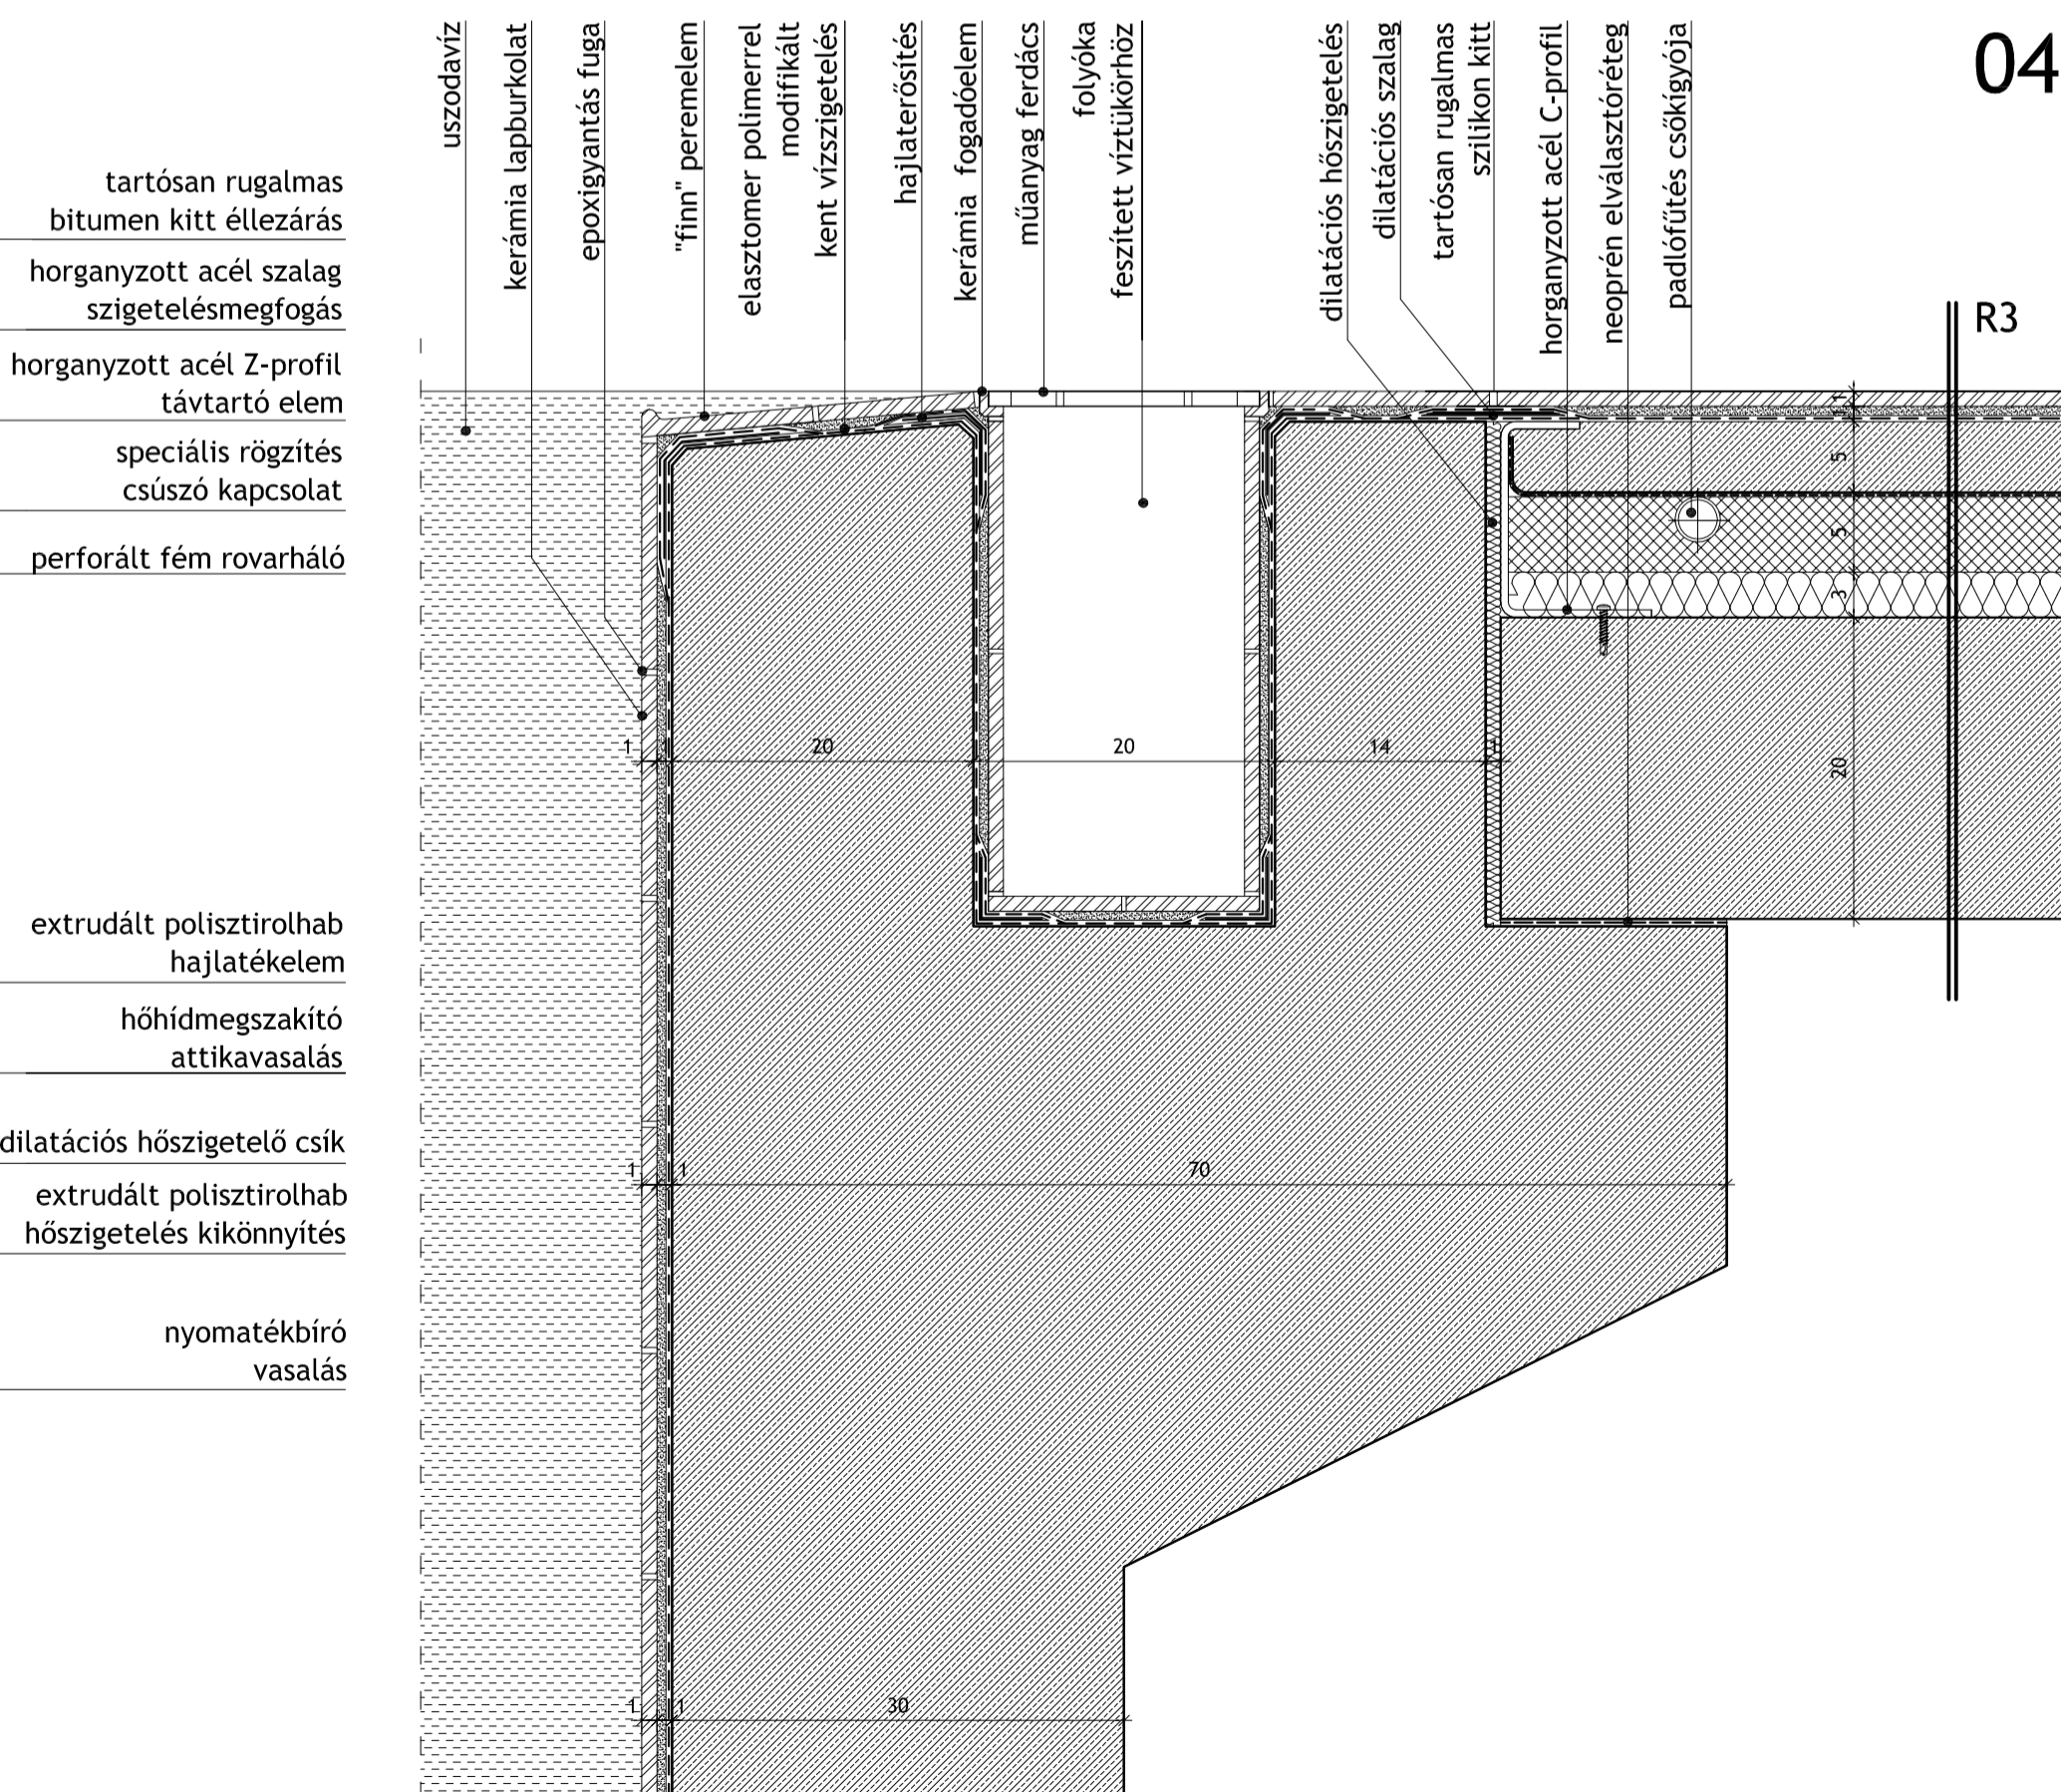 04
uszodavíz
kerámia lapburkolat
epoxigyantás fuga
"finn" peremelem
elasztomer polimerrel
modifikált
kent vízszigetelés
hajlaterősítés
kerámia fogadóelem
műanyag ferdács
folyóka
feszített víztükörhöz
dilatációs hőszigetelés
dilatációs szalag
tartósan rugalmas
szilikon kitt
horganyzott acél C-profil
neoprén elválasztóréteg
padlófűtés csőkígyója
R3
tartósan rugalmas
bitumen kitt éllezárás
horganyzott acél szalag
szigetelésmegfogás
horganyzott acél Z-profil
távtartó elem
speciális rögzítés
csúszó kapcsolat
perforált fém rovarháló
extrudált polisztirolhab
hajlatékelem
hőhídmegszakító
attikavasalás
dilatációs hőszigetelő csík
extrudált polisztirolhab
hőszigetelés kikönnyítés
nyomatékbíró
vasalás
1
5
5
3
20
1 20 20 14 1
1 1 70
1 1 30